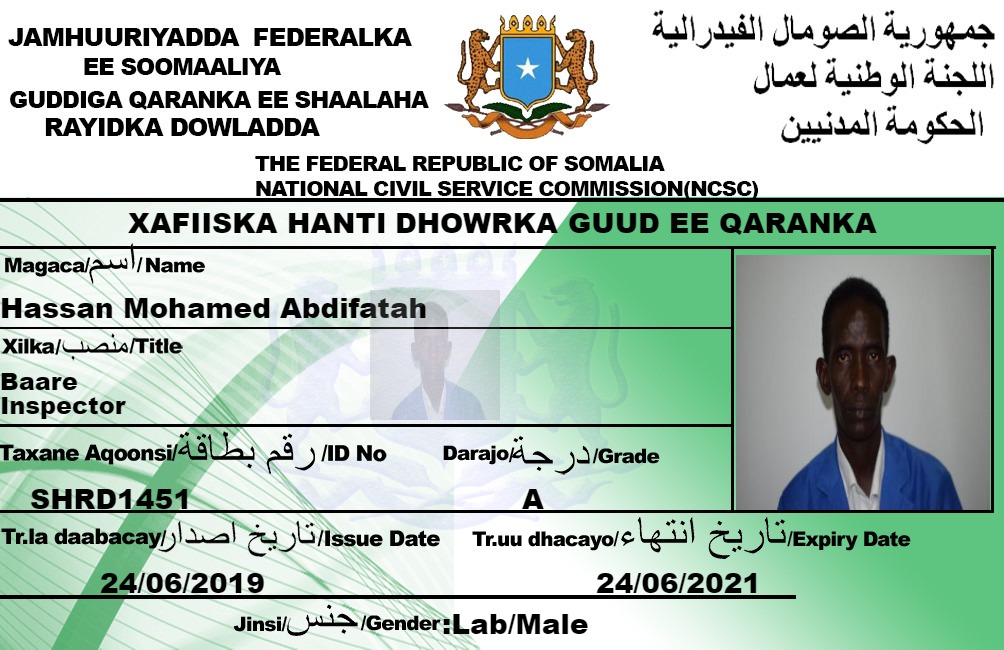 JAMHUURIYADDA FEDERALKA
EE SOOMAALIYA
GUDDIGA QARANKA EE SHAALAHA
RAYIDKA DOWLADDA
جمهورية الصومال الفيدرالية
اللجنة الوطنية لعمال
الحكومة المدنيين
THE FEDERAL REPUBLIC OF SOMALIA
NATIONAL CIVIL SERVICE COMMISSION(NCSC)
XAFIISKA HANTI DHOWRKA GUUD EE QARANKA
Magaca/اسم/Name
Hassan Mohamed Abdifatah
Xilka/منصب/Title
Baare
Inspector
Taxane Aqoonsi/رقم بطاقة/ID No
SHRD1451
Darajo/درجة/Grade
A
Tr.la daabacay/تاريخ اصدار/Issue Date
24/06/2019
Tr.uu dhacayo/تاريخ انتهاء/Expiry Date
24/06/2021
Jinsi/جنس/Gender:Lab/Male